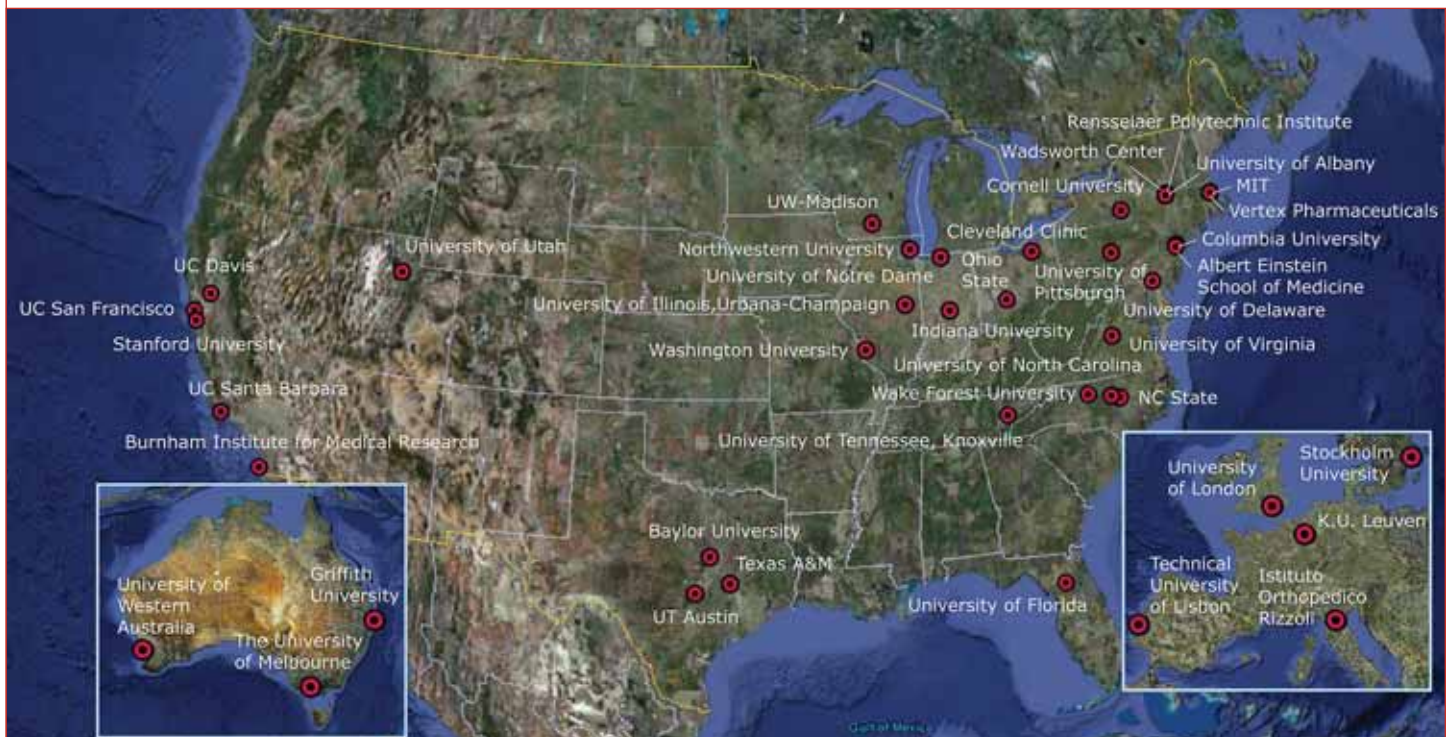 Rensselaer Polytechnic Institute
Wadsworth Center
University of Albany
Cornell University
MIT
UW-Madison
Vertex Pharmaceuticals
Cleveland Clinic
Columbia University
University of Utah
Northwestern University
UC Davis
Ohio
State
Albert Einstein
School of Medicine
University of Notre Dame
University of
Pittsburgh
UC San Francisco
University of Illinois,Urbana-Champaign
University of Delaware
Stanford University
Indiana University
University of Virginia
Washington University
University of North Carolina
UC Santa Barbara
Wake Forest University
NC State
Burnham Institute for Medical Research
University of Tennessee, Knoxville
Stockholm
University
University
of London
K.U. Leuven
Baylor University
Texas A&M
UT Austin
University of Florida
Technical
University
of Lisbon
Istituto
Orthopedico
Rizzoli
University of
Western
Australia
Griffith
University
The University
of Melbourne
Gulf of Mexico